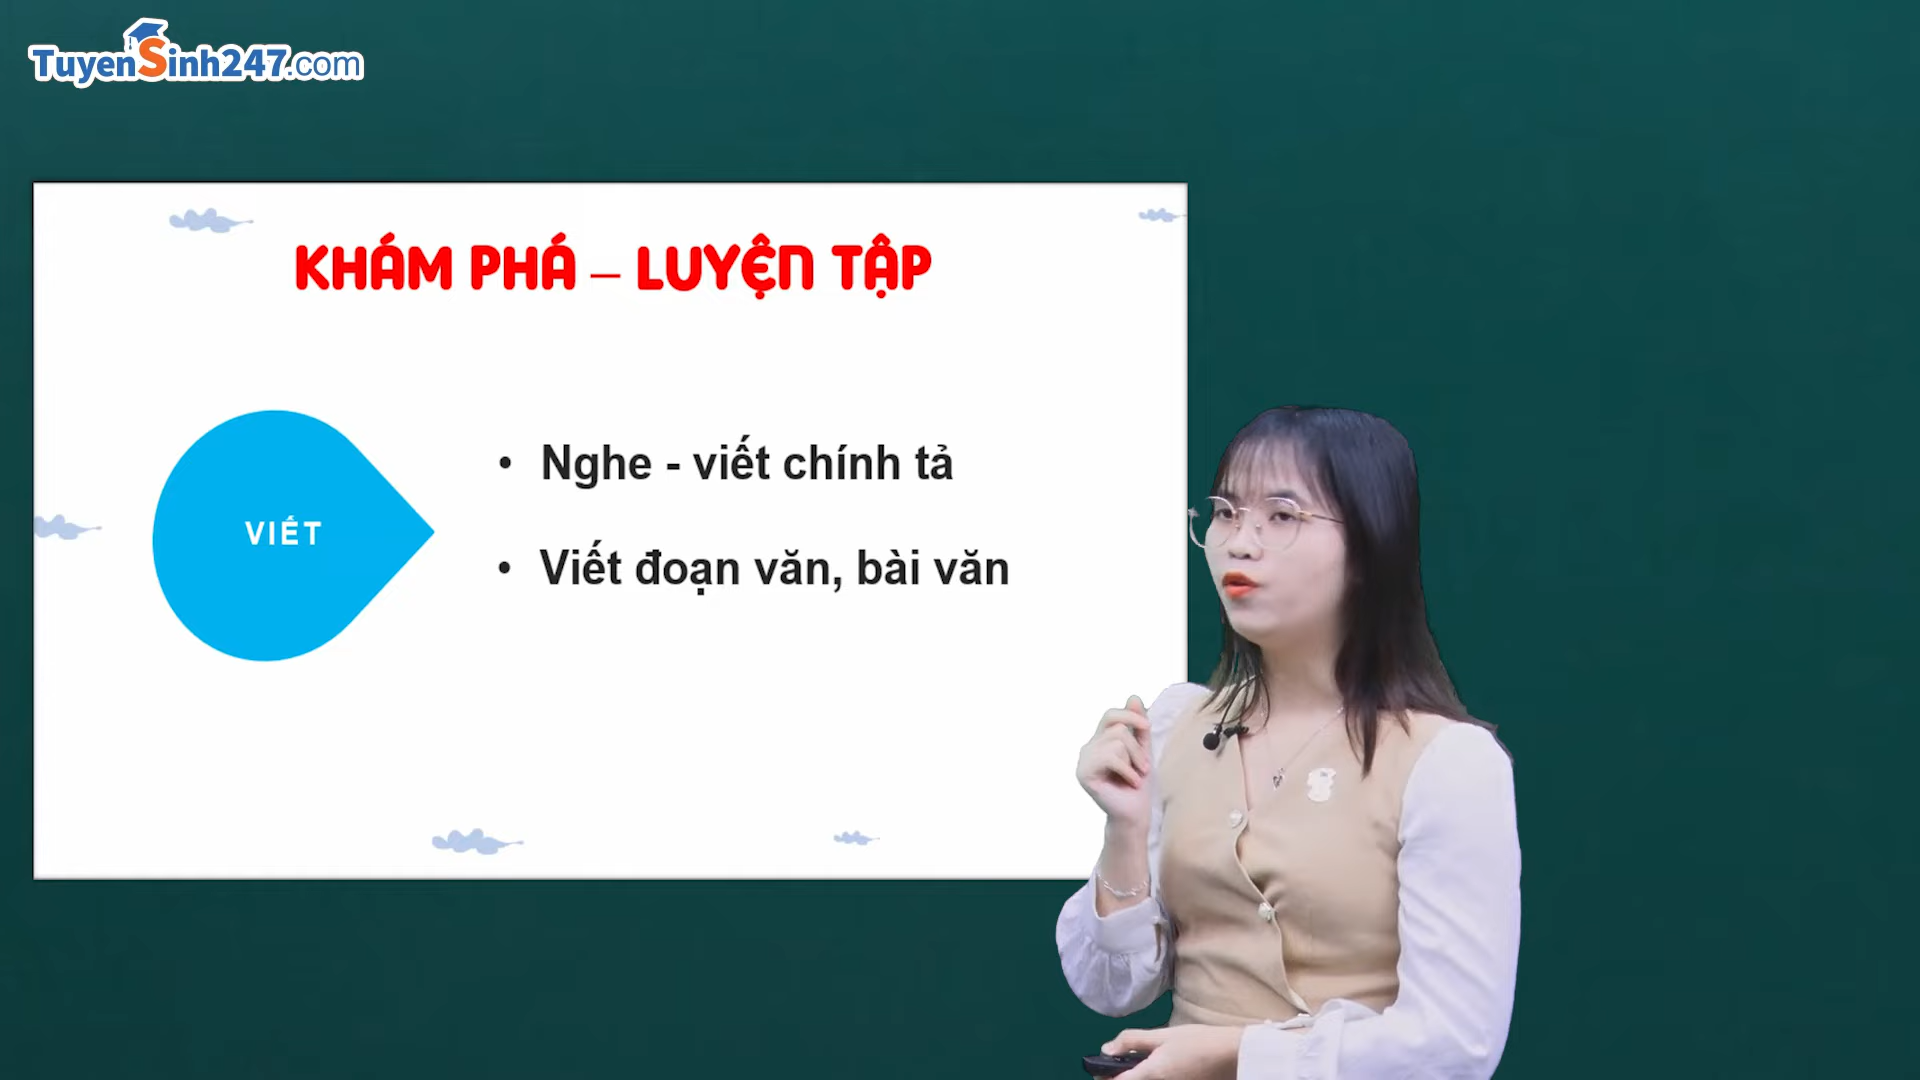 TuyenSinh247.com
KHÁM PHÁ – LUYỆN TẬP
VIẾT
• Nghe - viết chính tả
• Viết đoạn văn, bài văn